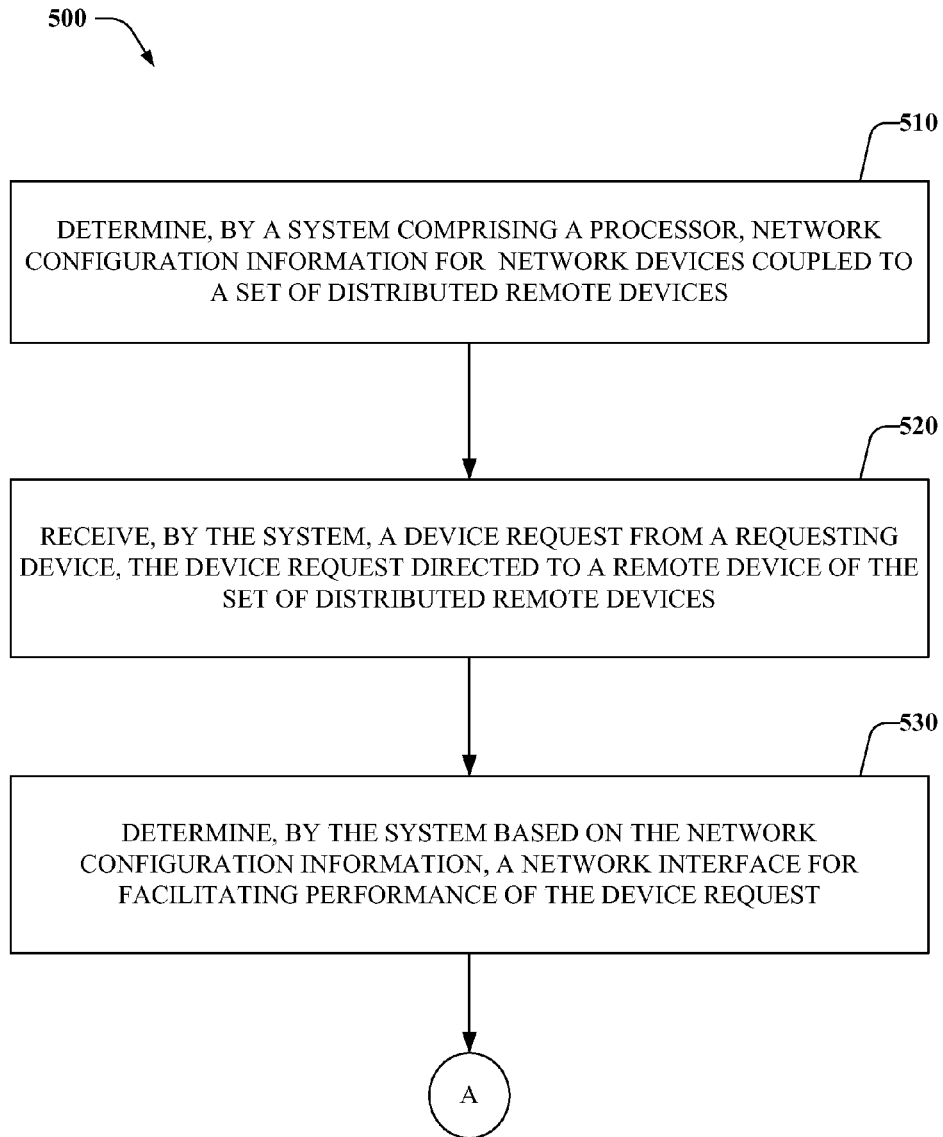 500
510
DETERMINE, BY A SYSTEM COMPRISING A PROCESSOR, NETWORK
CONFIGURATION INFORMATION FOR NETWORK DEVICES COUPLED TO
A SET OF DISTRIBUTED REMOTE DEVICES
520
RECEIVE, BY THE SYSTEM, A DEVICE REQUEST FROM A REQUESTING
DEVICE, THE DEVICE REQUEST DIRECTED TO A REMOTE DEVICE OF THE
SET OF DISTRIBUTED REMOTE DEVICES
530
DETERMINE, BY THE SYSTEM BASED ON THE NETWORK
CONFIGURATION INFORMATION, A NETWORK INTERFACE FOR
FACILITATING PERFORMANCE OF THE DEVICE REQUEST
A